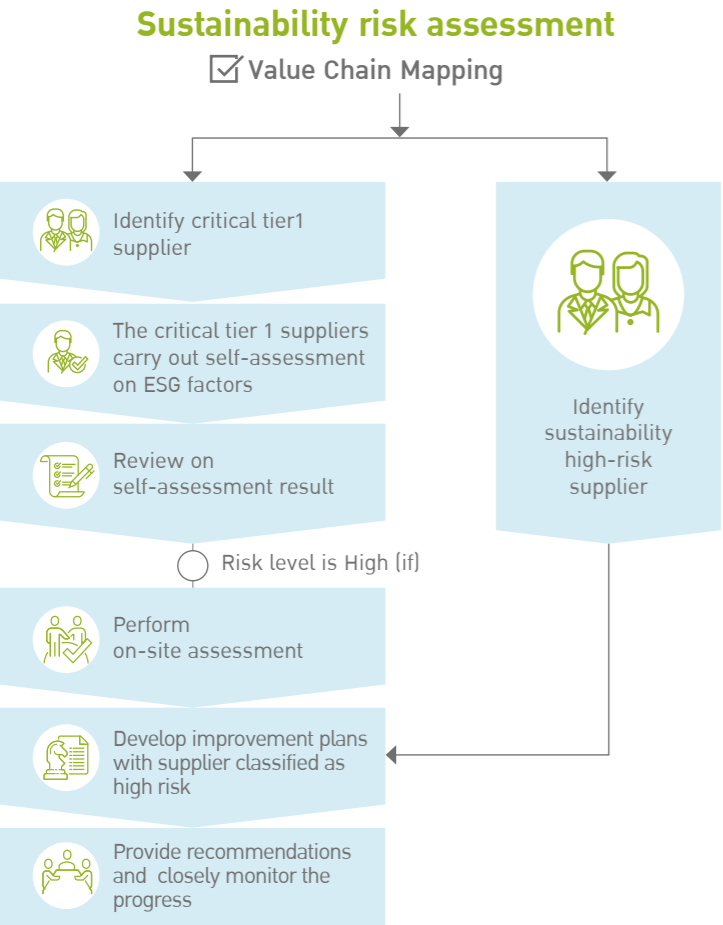 Sustainability risk assessment
Value Chain Mapping
Identify critical tier1
supplier
The critical tier 1 suppliers
carry out self-assessment
on ESG factors
Review on
self-assessment result
Risk level is High (if)
Perform
on-site assessment
Develop improvement plans
with supplier classified as
high risk
Provide recommendations
and closely monitor the
progress
Identify
sustainability
high-risk
supplier